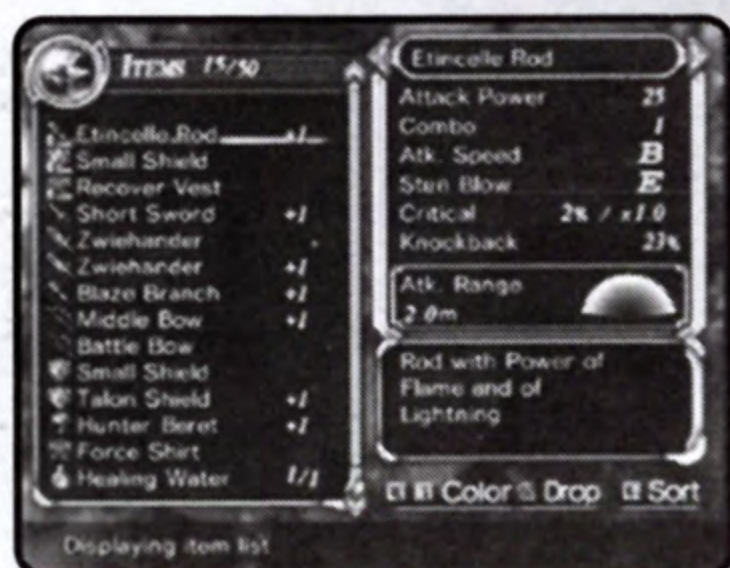 ITEMS 15/50
Etincelle Rod +1
Small Shield
Recover Vest
Short Sword +1
Zwiehander
Zwiehander +1
Blaze Branch +1
Middle Bow +1
Battle Bow
Small Shield
Talon Shield +1
Hunter Beret +1
Force Shirt
Healing Water 1/1
Displaying item list
Etincelle Rod
Attack Power 25
Combo 1
Atk. Speed B
Sten Blow E
Critical 2% / x1.0
Knockback 23%
Atk. Range
2.0m
Rod with Power of
Flame and of
Lightning
Color Drop Sort